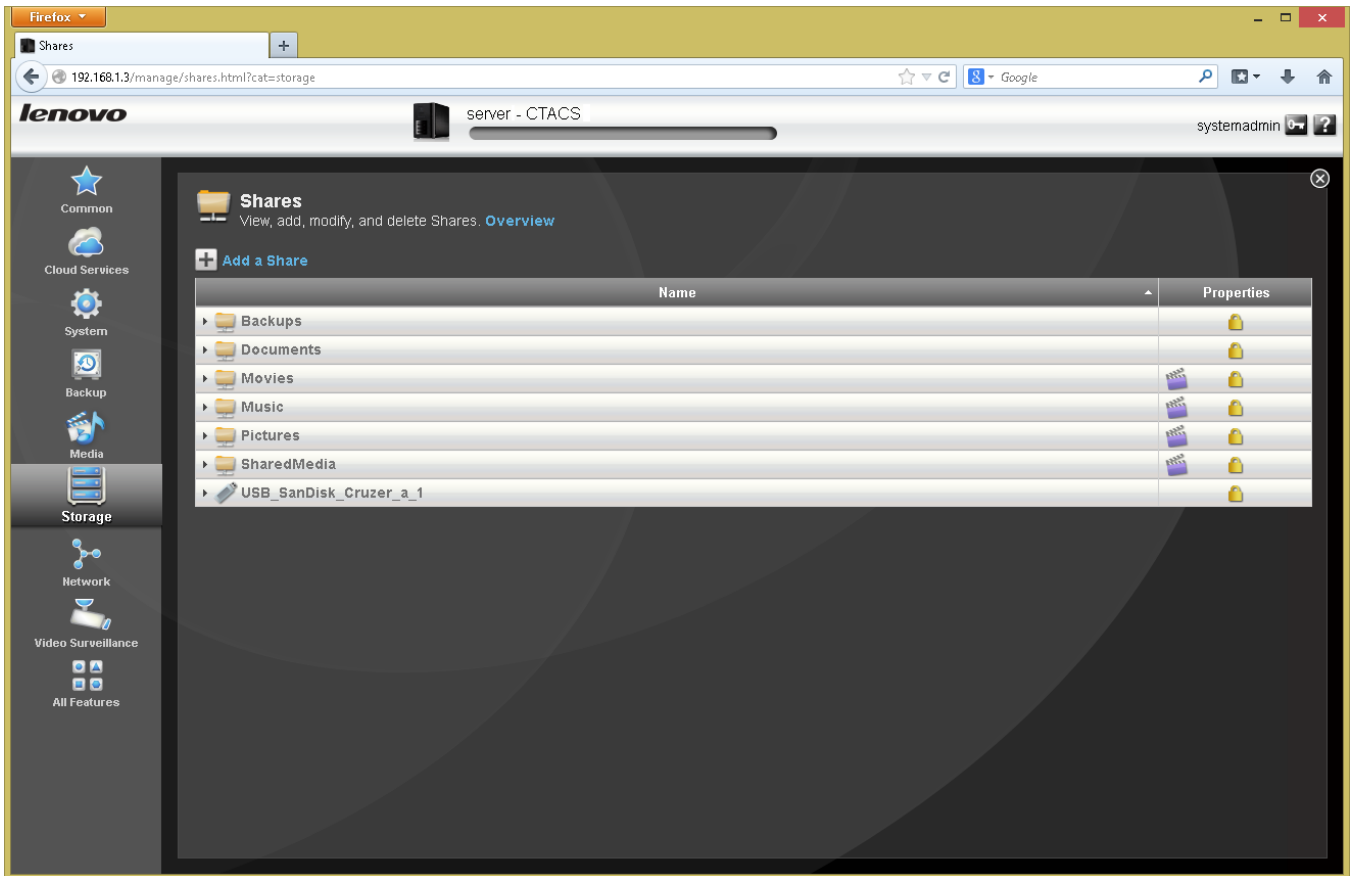 Firefox
Shares
192.168.1.3/manage/shares.html?cat=storage
Google
lenovo
server - CTACS
systemadmin
Common
Cloud Services
System
Backup
Media
Storage
Network
Video Surveillance
All Features
Shares
View, add, modify, and delete Shares. Overview
Add a Share
Name Properties
Backups
Documents
Movies
Music
Pictures
SharedMedia
USB_SanDisk_Cruzer_a_1